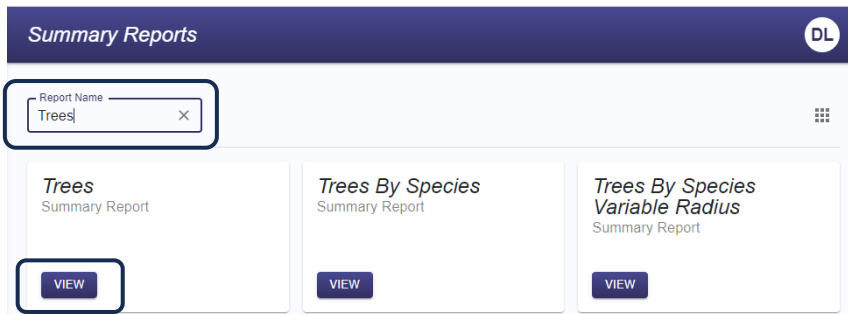 Summary Reports
DL
Report Name
Trees
Trees
Summary Report
VIEW
Trees By Species
Summary Report
VIEW
Trees By Species
Variable Radius
Summary Report
VIEW